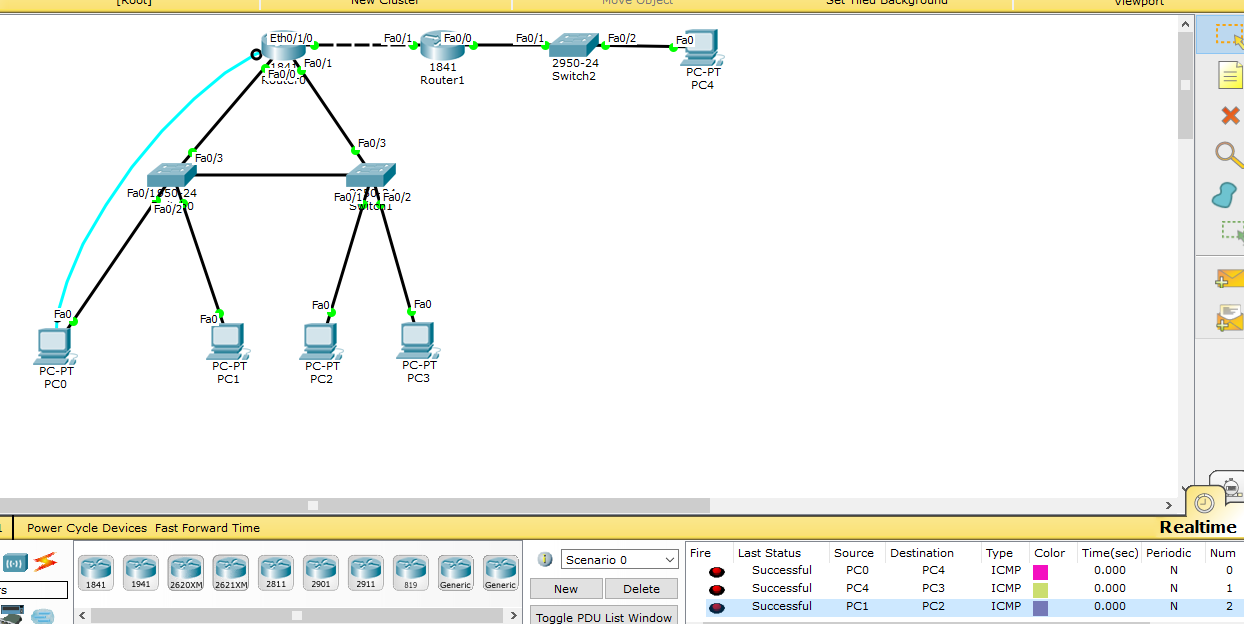 [Root] New Cluster Move Object Set Tiled Background Viewport
Eth0/1/0 Fa0/1 Fa0/0 Fa0/1 Fa0/2 Fa0
Fa0/1
Fa0/0
1841 1841 2950-24 PC-PT
Router0 Router1 Switch2 PC4
Fa0/3 Fa0/3
Fa0/1 Fa0/2 Fa0/1 Fa0/2
Switch1
Fa0 Fa0 Fa0 Fa0
PC-PT PC-PT PC-PT PC-PT
PC0 PC1 PC2 PC3
Power Cycle Devices Fast Forward Time
Realtime
1841 1941 2620XM 2621XM 2811 2901 2911 819 Generic Generic
Scenario 0
New Delete
Toggle PDU List Window
Fire Last Status Source Destination Type Color Time(sec) Periodic Num
Successful PC0 PC4 ICMP 0.000 N 0
Successful PC4 PC3 ICMP 0.000 N 1
Successful PC1 PC2 ICMP 0.000 N 2